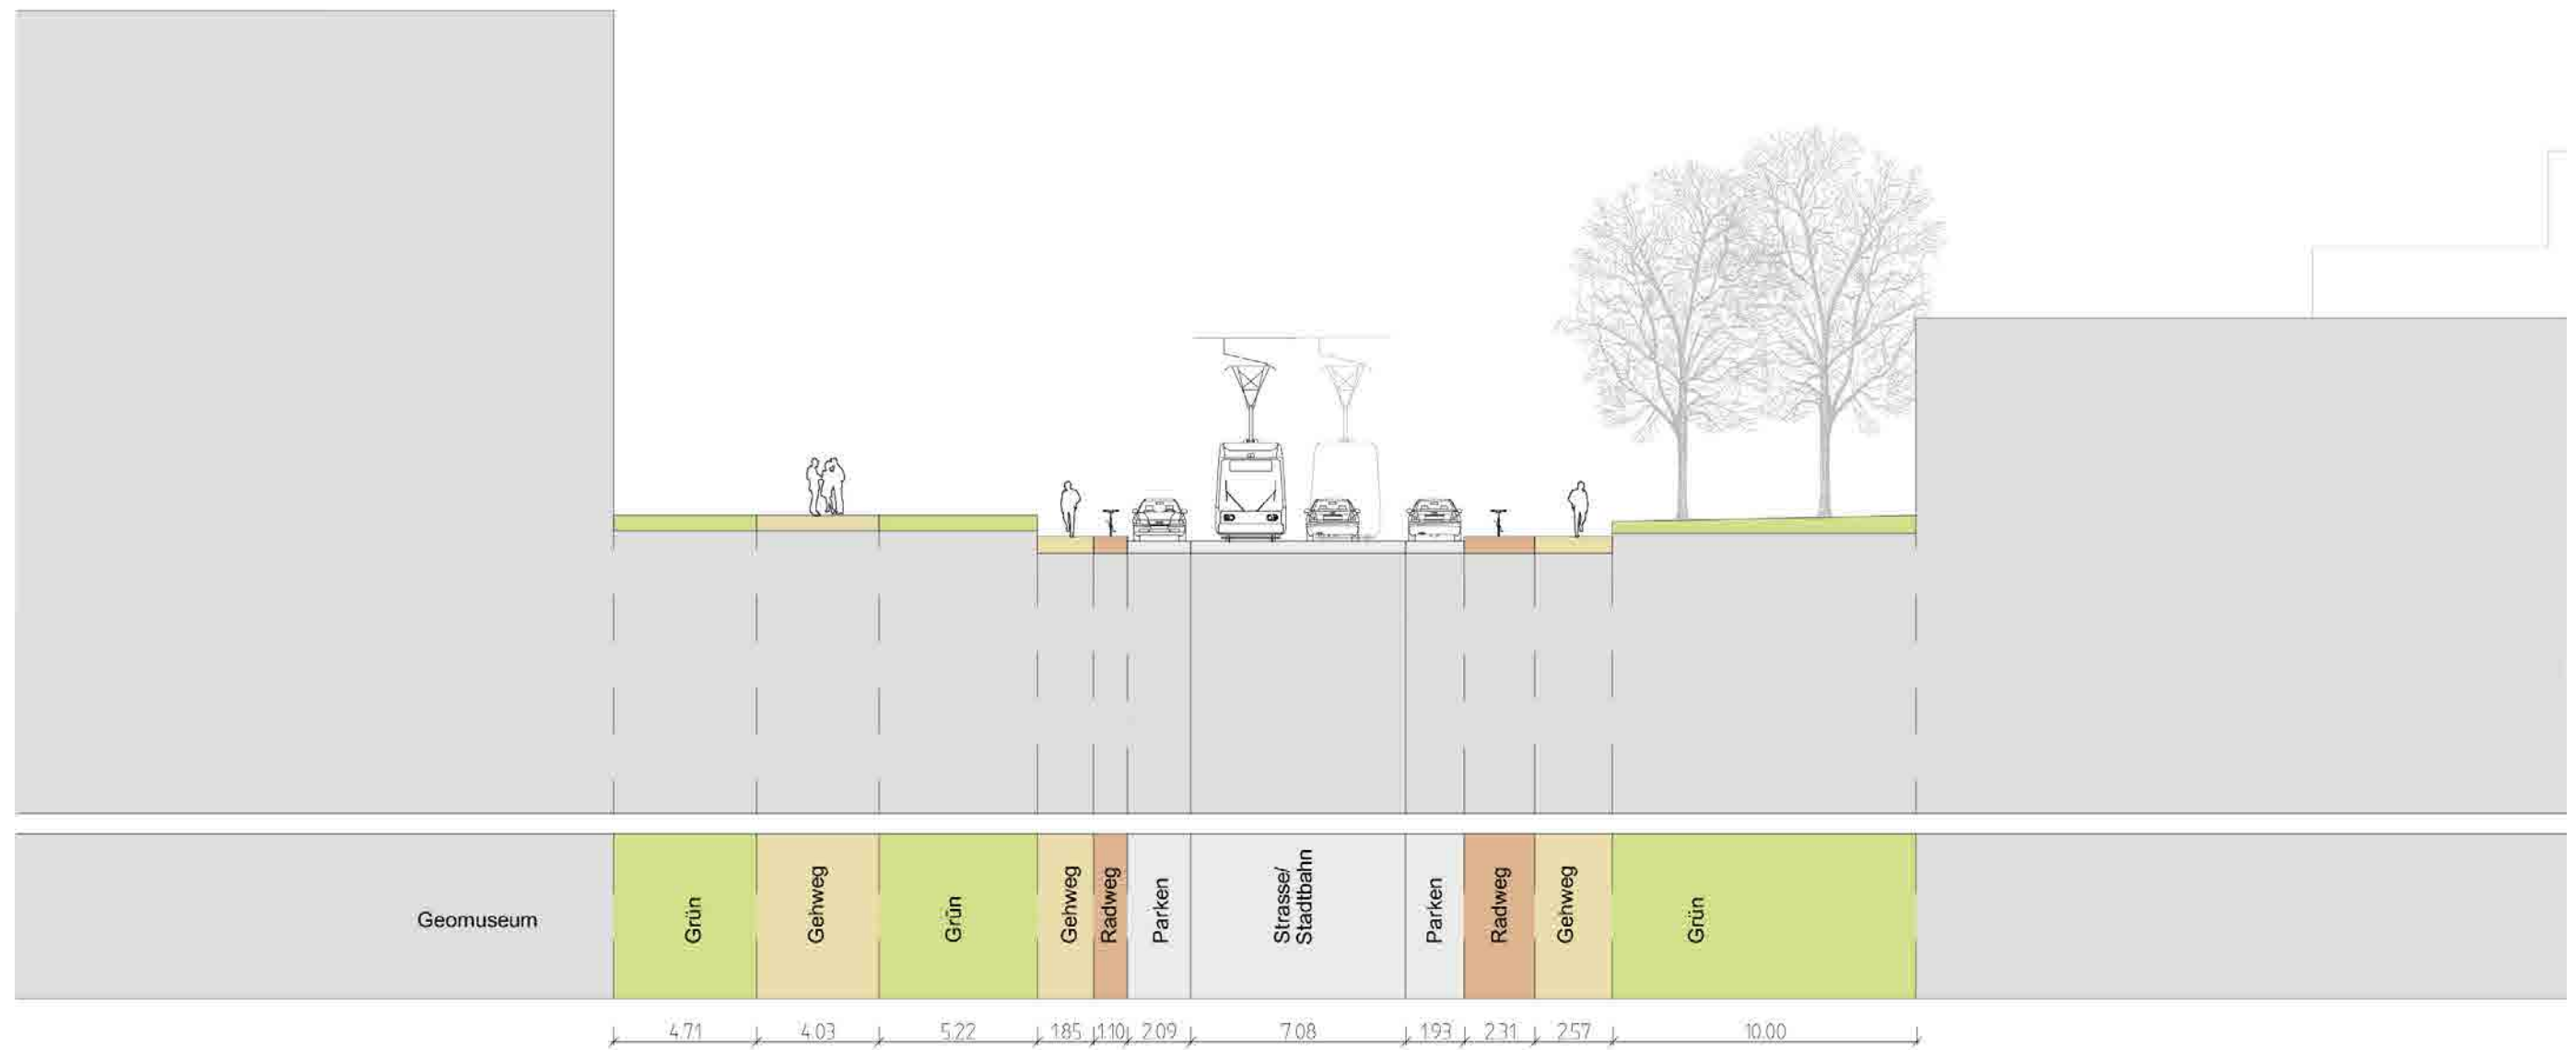 Geomuseum
Grün
Gehweg
Grün
Gehweg
Radweg
Parken
Strasse/
Stadtbahn
Parken
Radweg
Gehweg
Grün
4.71 4.03 5.22 1.85 1.10 2.09 7.08 1.93 2.31 2.57 10.00